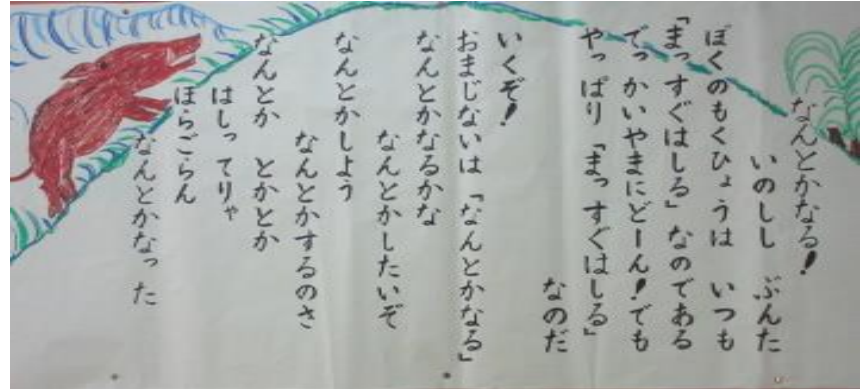 なんとかなる!
いのしし ぶんた
ぼくのもくひょうは いつも
「まっすぐはしる」なのである
でっかいやまにどーん!でも
やっぱり「まっすぐはしる」
なのだ
いくぞ!
おまじないは「なんとかなる」
なんとかなるかな
なんとかしたいぞ
なんとかしよう
なんとかするのさ
なんとか とかとか
はしってりゃ
ほらごらん
なんとかなった